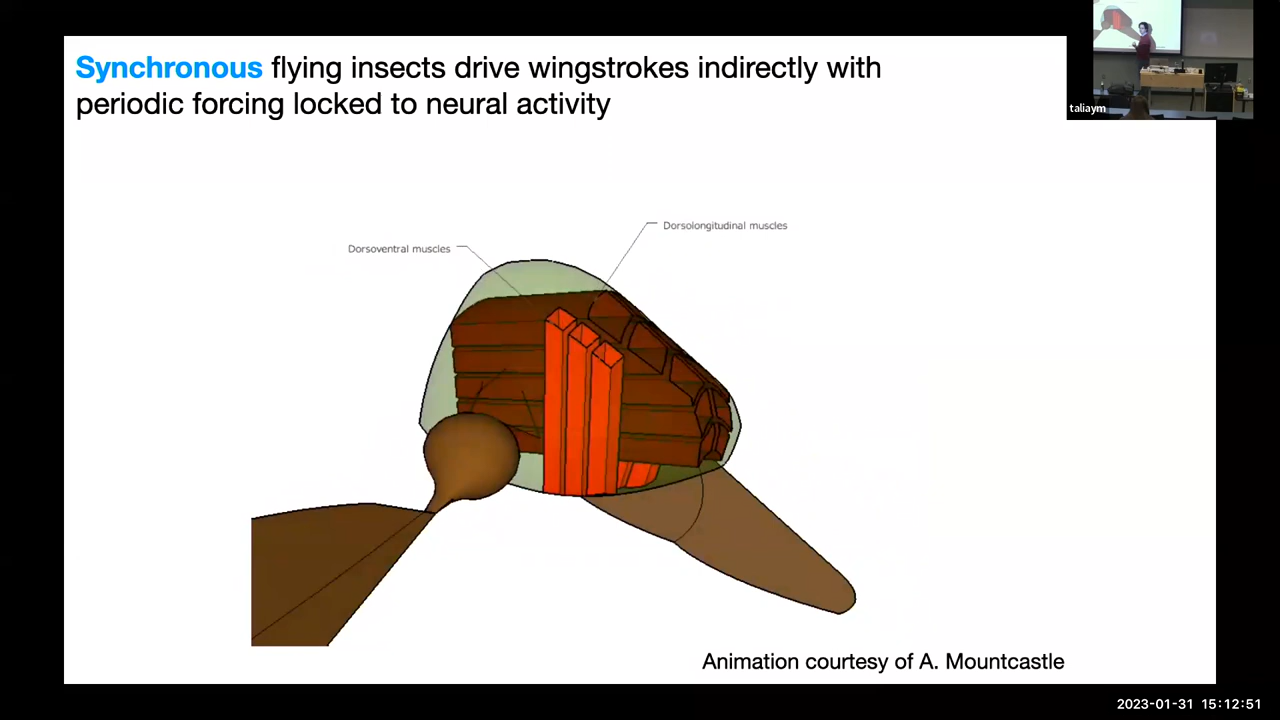 Synchronous flying insects drive wingstrokes indirectly with
periodic forcing locked to neural activity
taliaym
Dorsolongitudinal muscles
Dorsoventral muscles
Animation courtesy of A. Mountcastle
2023-01-31 15:12:51